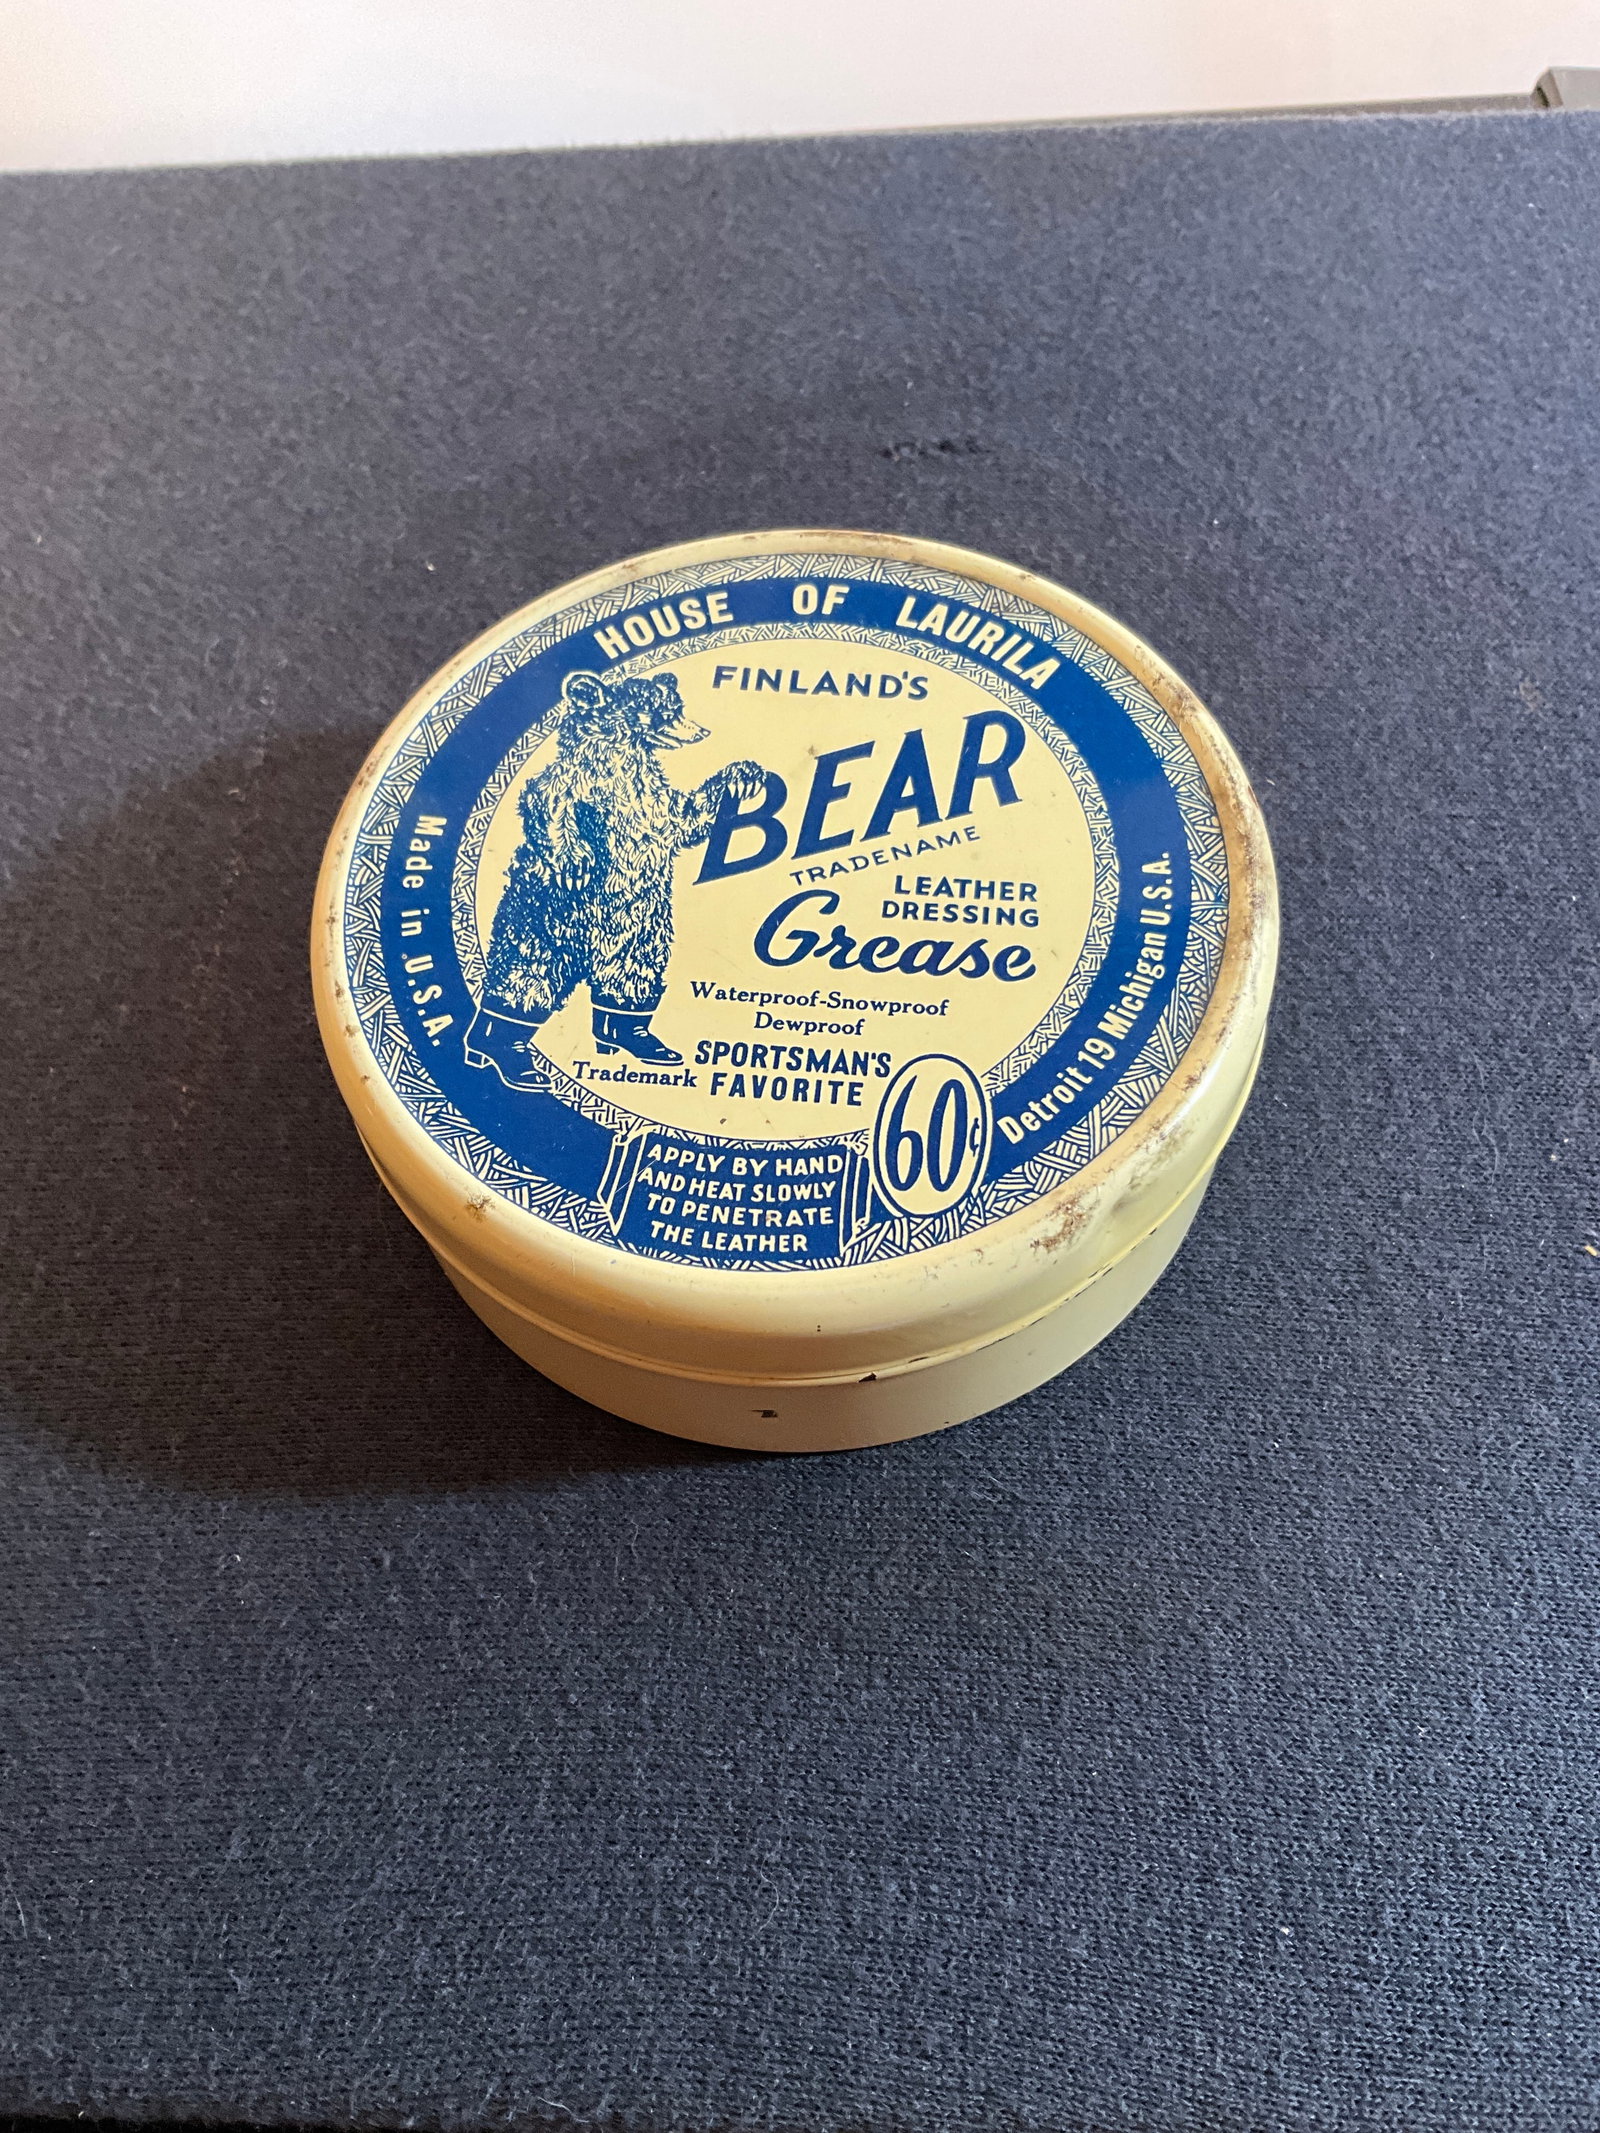 HOUSE OF LAURILA
FINLAND'S
BEAR
TRADENAME
LEATHER
DRESSING
Grease
Waterproof-Snowproof
Dewproof
SPORTSMAN'S
FAVORITE
Trademark
60¢
APPLY BY HAND
AND HEAT SLOWLY
TO PENETRATE
THE LEATHER
Made in U.S.A.
Detroit 19 Michigan U.S.A.